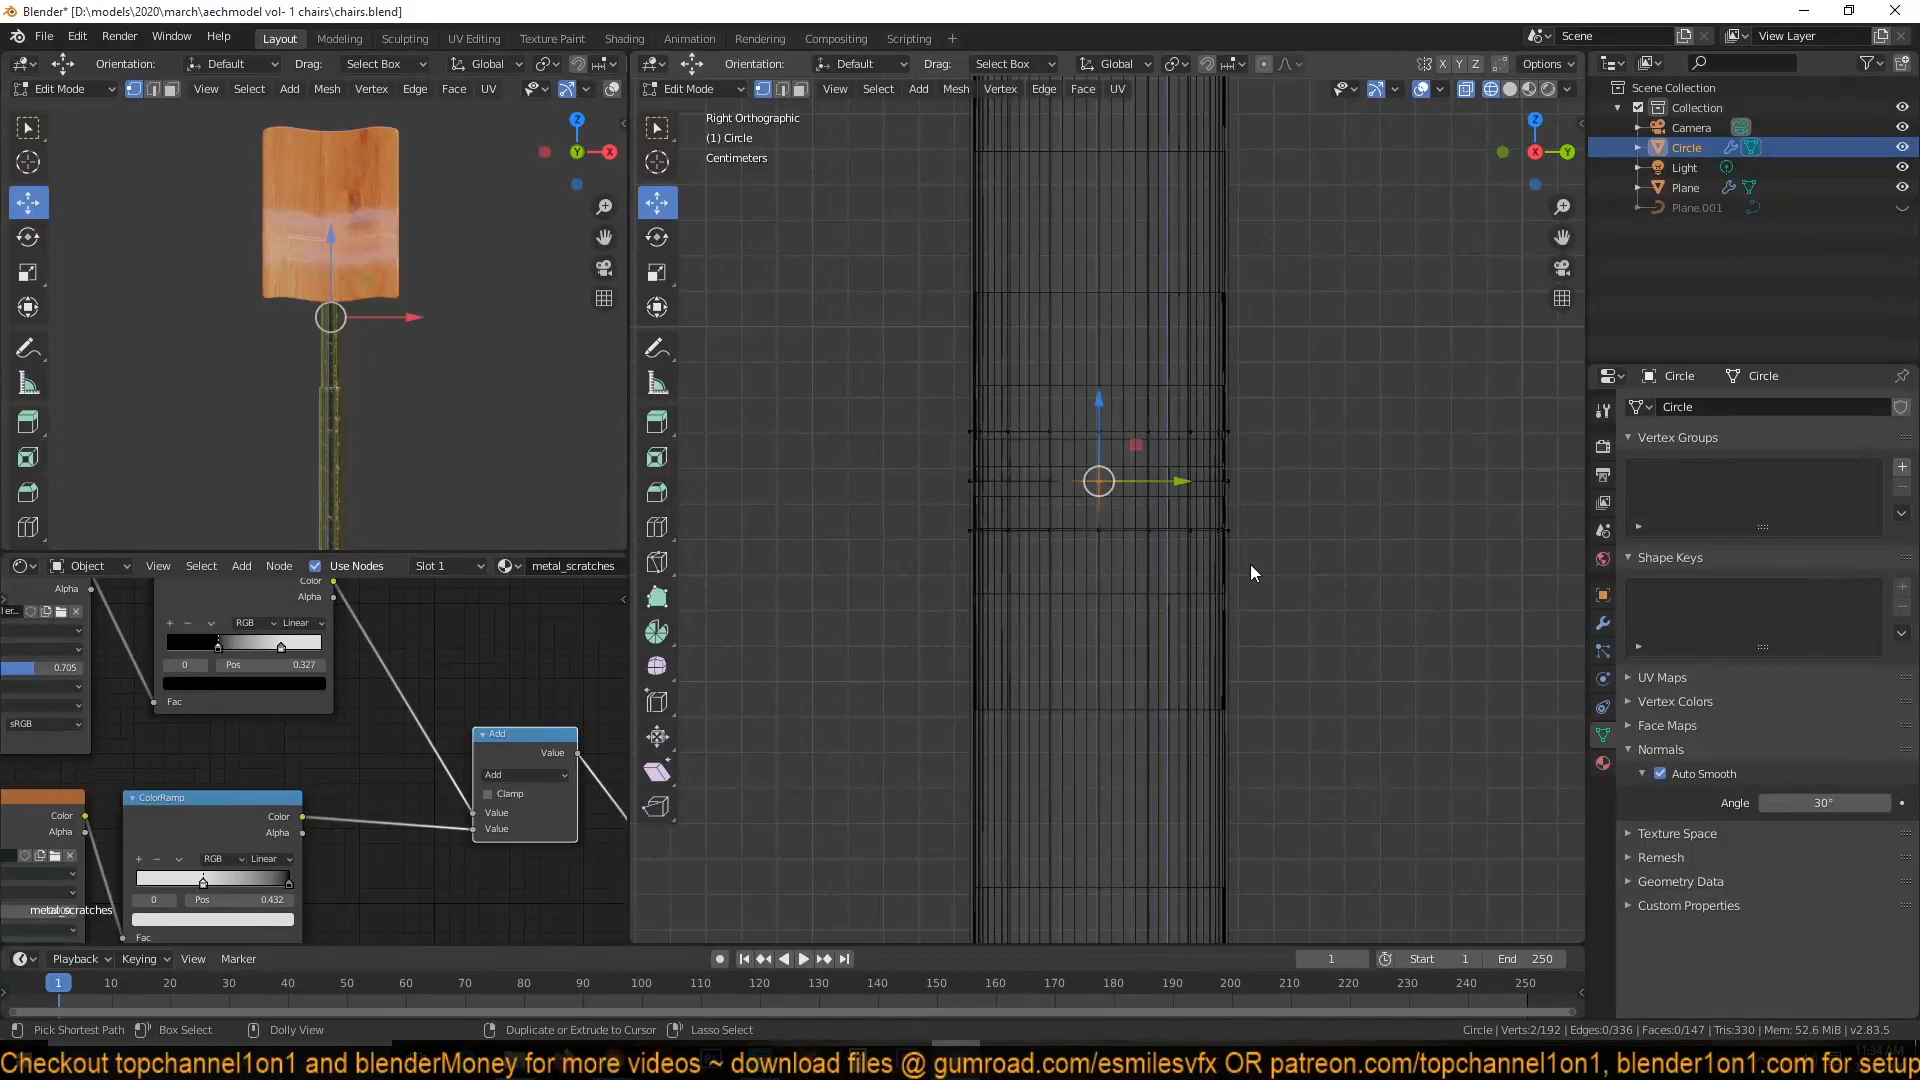 Blender* [D:\models\2020\march\aechmodel vol- 1 chairs\chairs.blend]
File Edit Render Window Help Layout Modeling Sculpting UV Editing Texture Paint Shading Animation Rendering Compositing Scripting + Scene View Layer
Orientation: Default Drag: Select Box Global Orientation: Default Drag: Select Box Global X Y Z Options
Edit Mode View Select Add Mesh Vertex Edge Face UV Edit Mode View Select Add Mesh Vertex Edge Face UV
Scene Collection
Collection
Camera
Circle
Light
Plane
Plane.001
Right Orthographic
(1) Circle
Centimeters
Z Y X
Z X Y
Circle Circle
Circle
Vertex Groups
Shape Keys
UV Maps
Vertex Colors
Face Maps
Normals
Auto Smooth
Angle 30°
Texture Space
Remesh
Geometry Data
Custom Properties
Object View Select Add Node Use Nodes Slot 1 metal_scratches
Alpha
Color
Alpha
RGB Linear
0.705
0 Pos 0.327
Fac
sRGB
Add
Value
Add
Clamp
Value
Value
ColorRamp
Color
Alpha
Color
Alpha
RGB Linear
0 Pos 0.432
metal_scratches
Fac
Playback Keying View Marker 1 Start 1 End 250
1 10 20 30 40 50 60 70 80 90 100 110 120 130 140 150 160 170 180 190 200 210 220 230 240 250
Pick Shortest Path Box Select Dolly View Duplicate or Extrude to Cursor Lasso Select Circle | Verts:2/192 | Edges:0/336 | Faces:0/147 | Tris:330 | Mem: 52.6 MiB | v2.83.5
Checkout topchannel1on1 and blenderMoney for more videos ~ download files @ gumroad.com/esmilesvfx OR patreon.com/topchannel1on1, blender1on1.com for setup